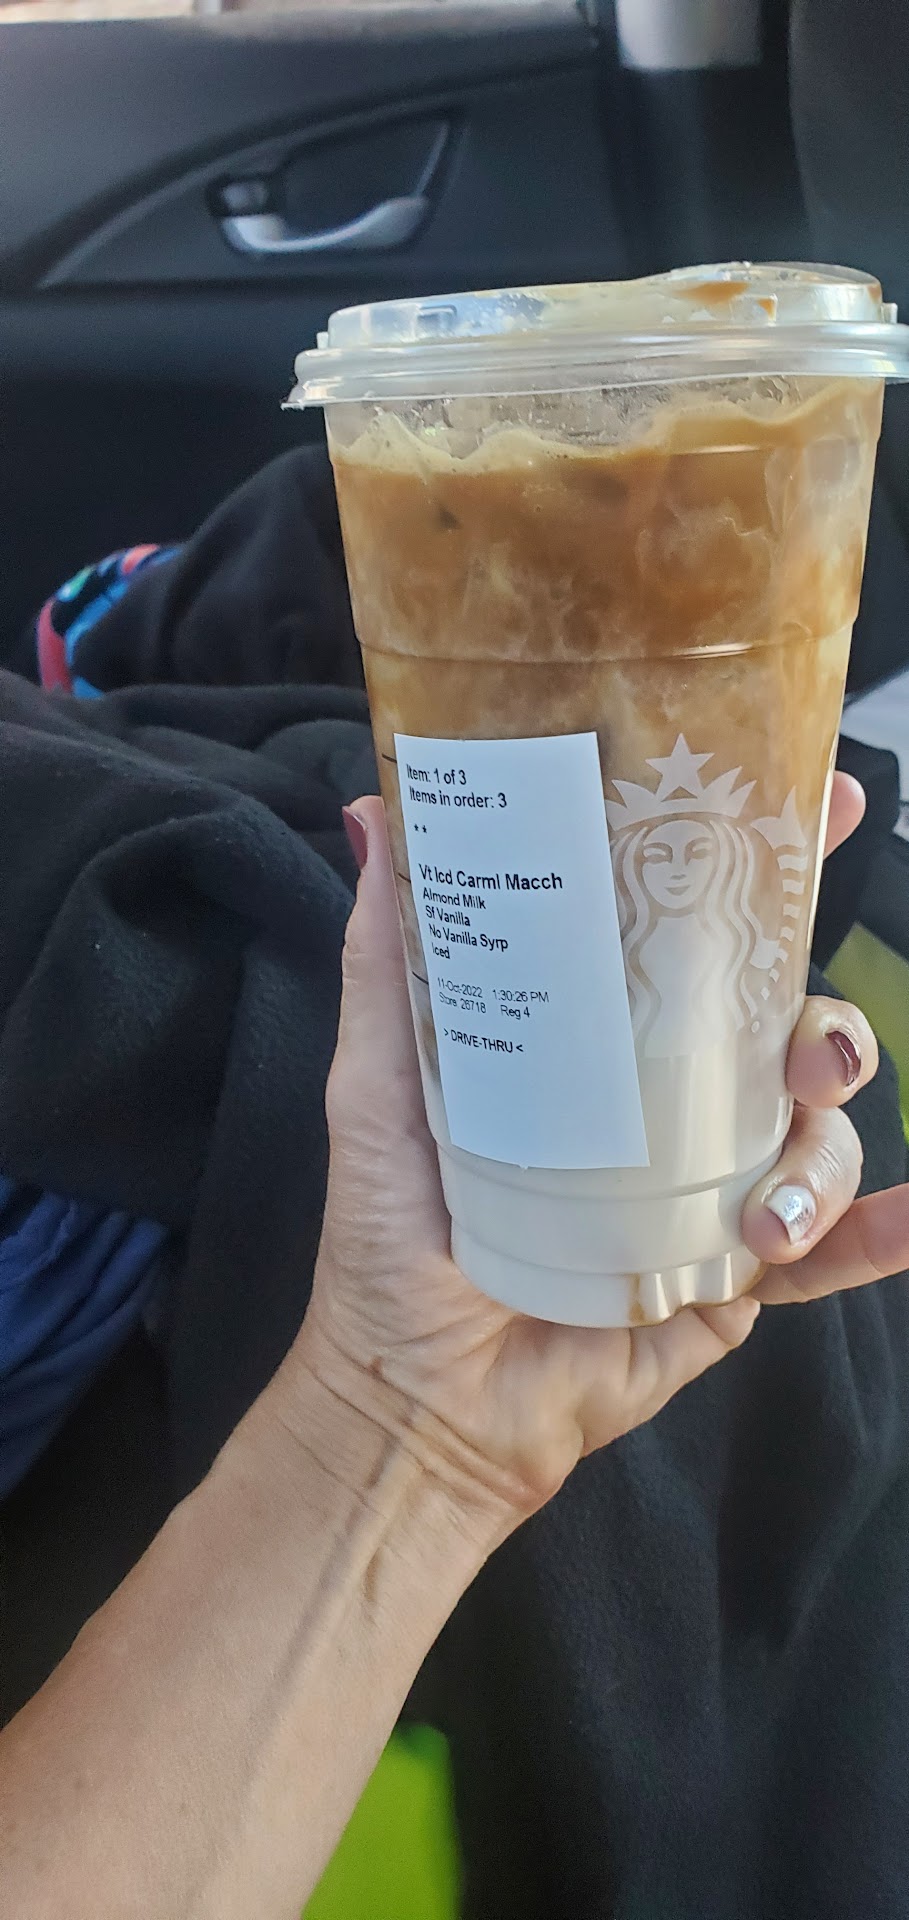 Item: 1 of 3
Items in order: 3
**
Vt Icd Carml Macch
Almond Milk
Sf Vanilla
No Vanilla Syrp
Iced
11-Oct-2022 1:30:26 PM
Store 26718 Reg 4
>DRIVE-THRU<